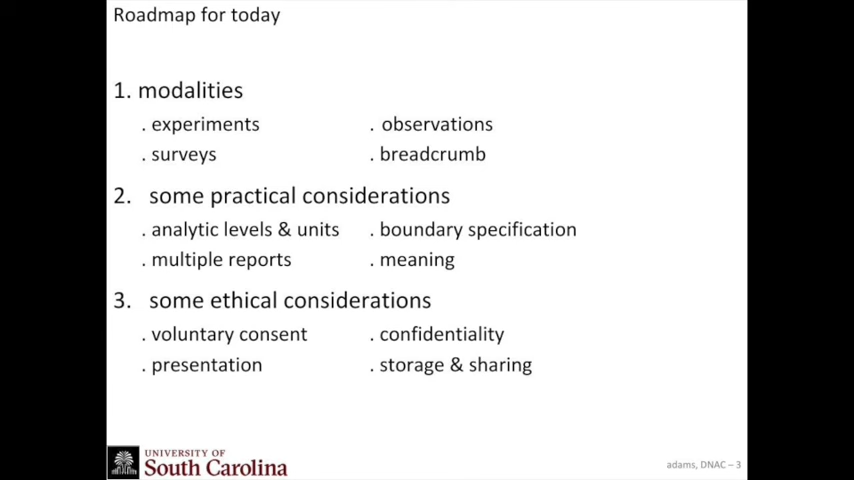 Roadmap for today
1. modalities
. experiments . observations
. surveys . breadcrumb
2. some practical considerations
. analytic levels & units . boundary specification
. multiple reports . meaning
3. some ethical considerations
. voluntary consent . confidentiality
. presentation . storage & sharing
UNIVERSITY OF
South Carolina
adams, DNAC – 3